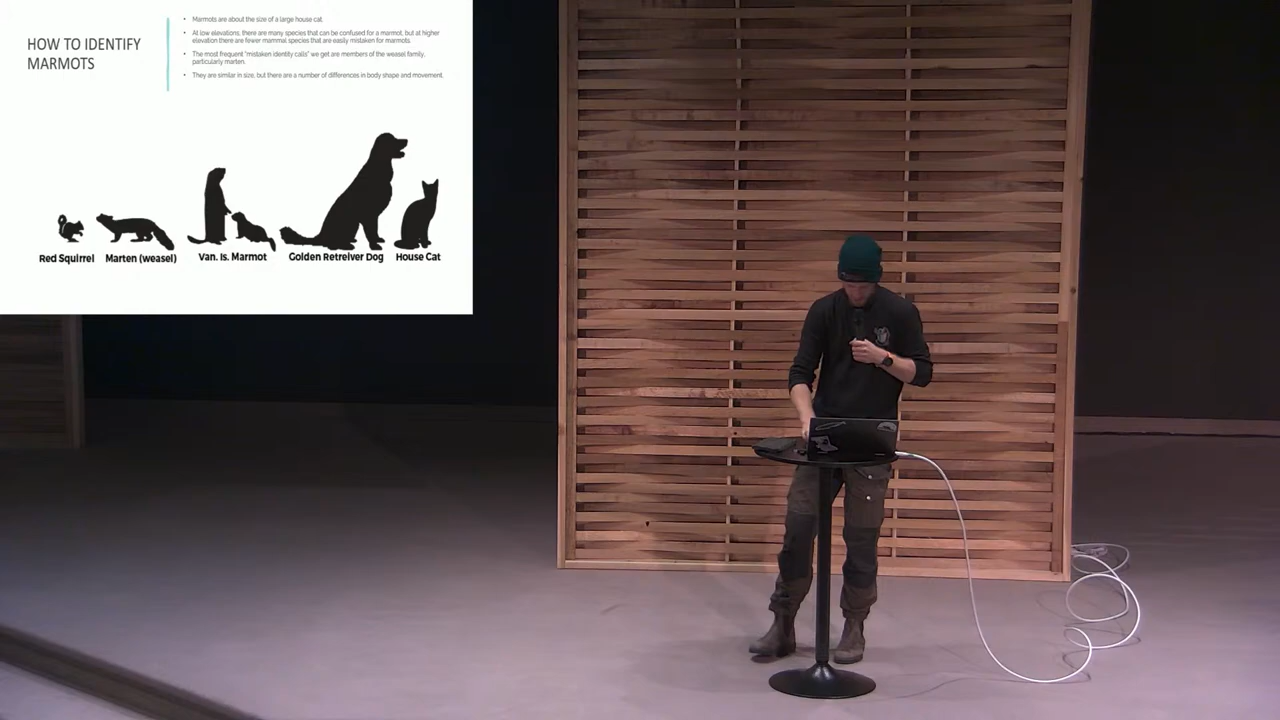 HOW TO IDENTIFY
MARMOTS
• Marmots are about the size of a large house cat.
• At low elevations, there are many species that can be confused for a marmot, but at higher
elevation there are fewer mammal species that are easily mistaken for marmots.
• The most frequent "mistaken identity calls" we get are members of the weasel family,
particularly marten.
• They are similar in size, but there are a number of differences in body shape and movement.
Red Squirrel
Marten (weasel)
Van. Is. Marmot
Golden Retreiver Dog
House Cat